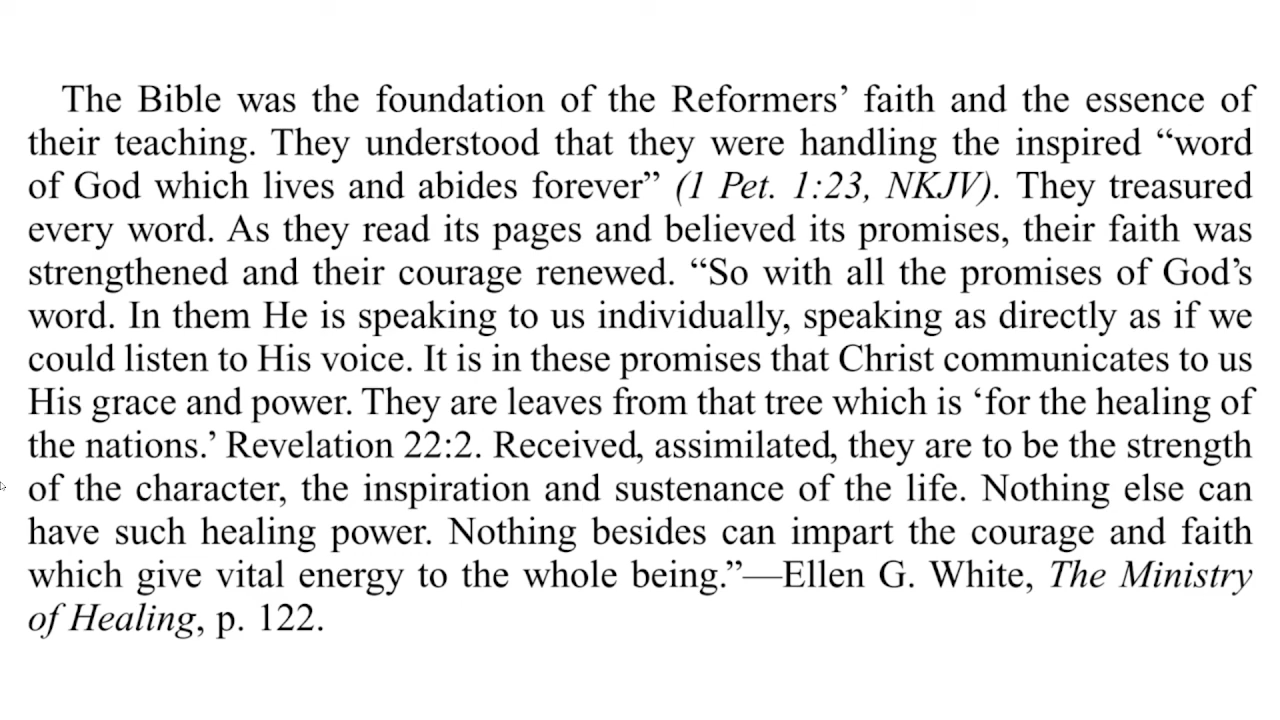 The Bible was the foundation of the Reformers’ faith and the essence of
their teaching. They understood that they were handling the inspired “word
of God which lives and abides forever” (1 Pet. 1:23, NKJV). They treasured
every word. As they read its pages and believed its promises, their faith was
strengthened and their courage renewed. “So with all the promises of God’s
word. In them He is speaking to us individually, speaking as directly as if we
could listen to His voice. It is in these promises that Christ communicates to us
His grace and power. They are leaves from that tree which is ‘for the healing of
the nations.’ Revelation 22:2. Received, assimilated, they are to be the strength
of the character, the inspiration and sustenance of the life. Nothing else can
have such healing power. Nothing besides can impart the courage and faith
which give vital energy to the whole being.”—Ellen G. White, The Ministry
of Healing, p. 122.